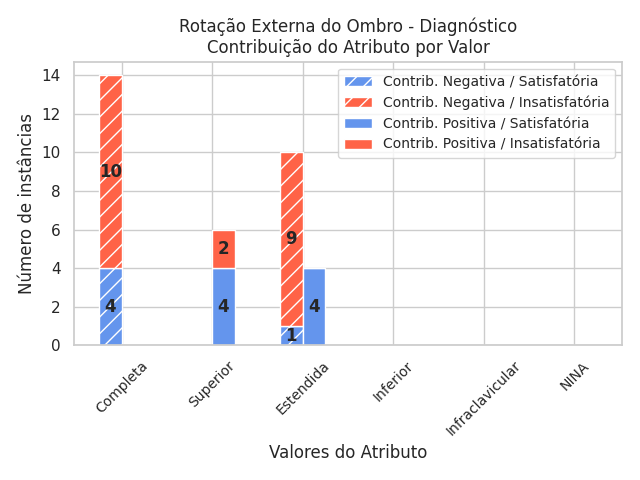 Rotação Externa do Ombro - Diagnóstico
Contribuição do Atributo por Valor
Número de instâncias
14
12
10
8
6
4
2
0
Contrib. Negativa / Satisfatória
Contrib. Negativa / Insatisfatória
Contrib. Positiva / Satisfatória
Contrib. Positiva / Insatisfatória
10
4
2
4
9
1
4
Completa
Superior
Estendida
Inferior
Infraclavicular
NINA
Valores do Atributo